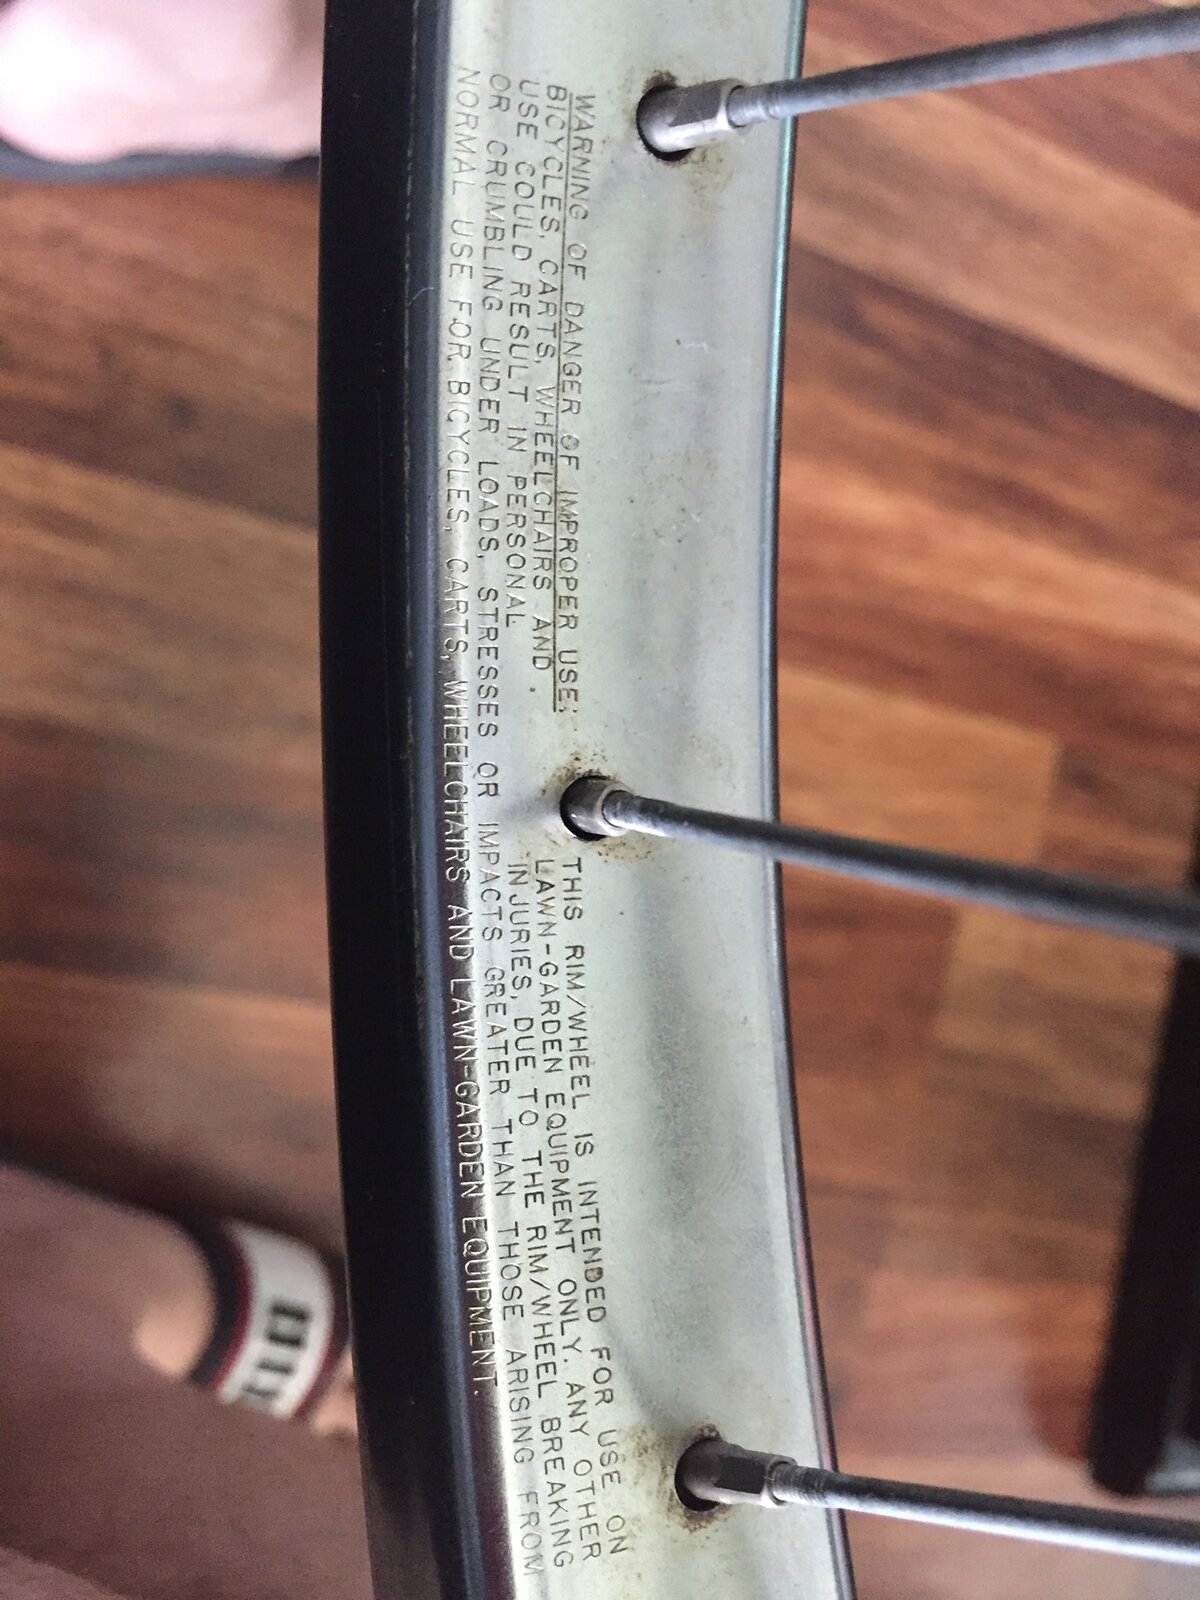 WARNING OF DANGER OF IMPROPER USE: THIS RIM/WHEEL IS INTENDED FOR USE ON
BICYCLES, CARTS, WHEELCHAIRS AND LAWN-GARDEN EQUIPMENT ONLY. ANY OTHER
USE COULD RESULT IN PERSONAL INJURIES, DUE TO THE RIM/WHEEL BREAKING
OR CRUMBLING UNDER LOADS, STRESSES OR IMPACTS GREATER THAN THOSE ARISING FROM
NORMAL USE FOR BICYCLES, CARTS, WHEELCHAIRS AND LAWN-GARDEN EQUIPMENT.